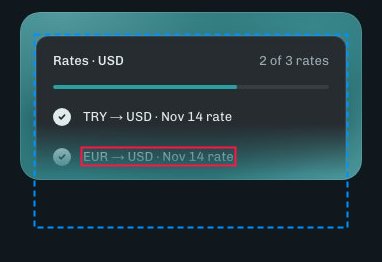 Rates · USD
2 of 3 rates
TRY → USD · Nov 14 rate
EUR → USD · Nov 14 rate